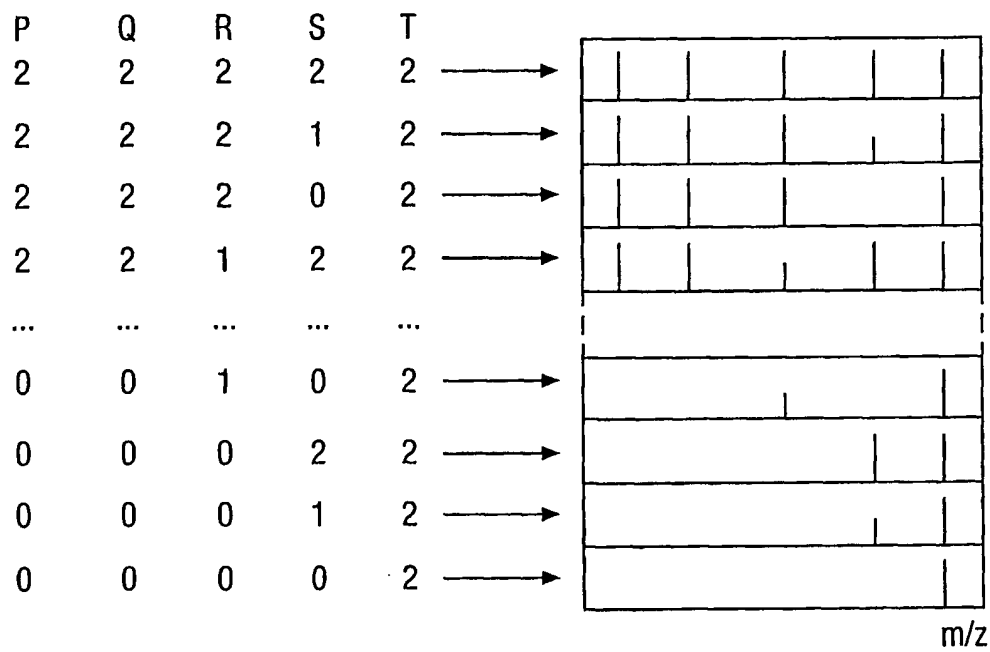 P Q R S T
2 2 2 2 2
2 2 2 1 2
2 2 2 0 2
2 2 1 2 2
... ... ... ... ...
0 0 1 0 2
0 0 0 2 2
0 0 0 1 2
0 0 0 0 2
m/z